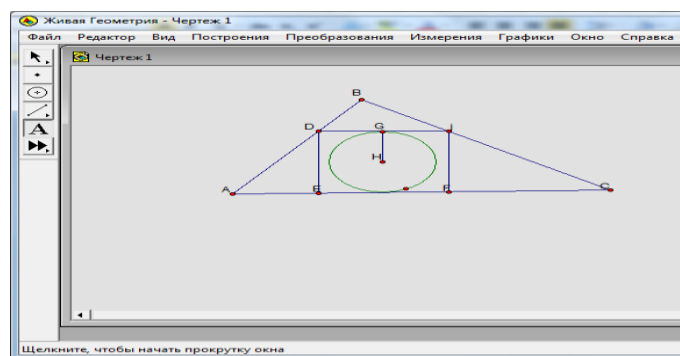 Живая Геометрия - Чертеж 1
Файл Редактор Вид Построения Преобразования Измерения Графики Окно Справка
Чертеж 1
A
B
D G I
H
A E F C
Щелкните, чтобы начать прокрутку окна